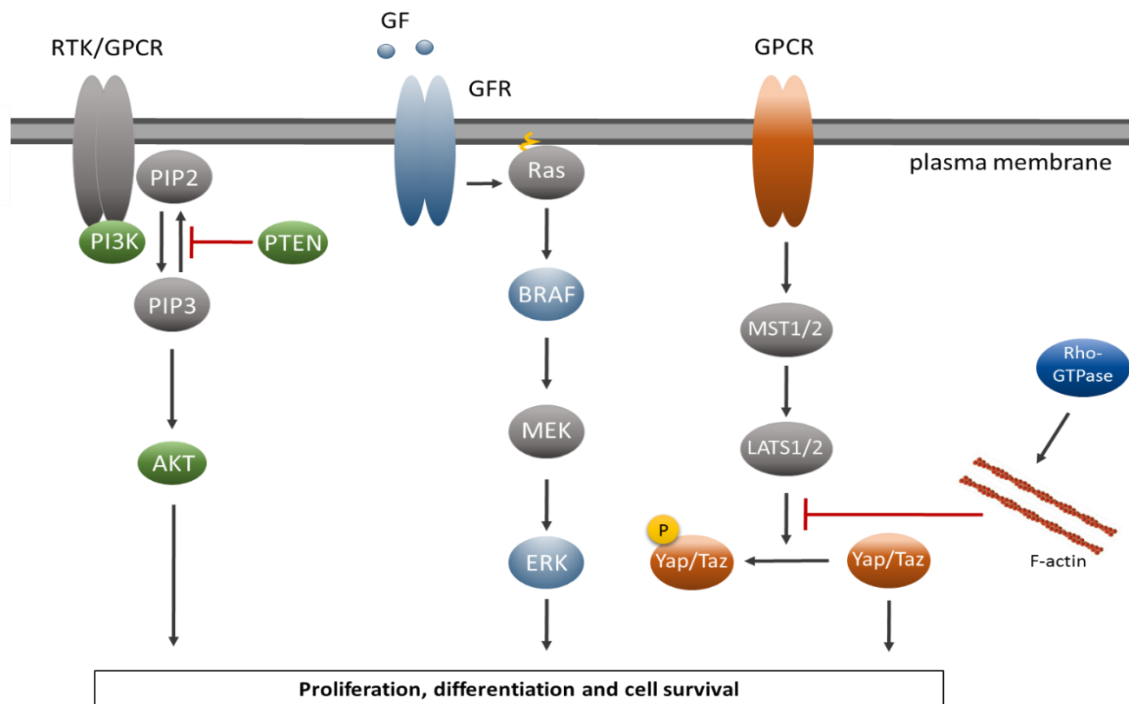 GF
RTK/GPCR
GPCR
GFR
plasma membrane
PIP2
Ras
PI3K
PTEN
PIP3
BRAF
MST1/2
Rho-
GTPase
MEK
LATS1/2
AKT
P
Yap/Taz
Yap/Taz
ERK
F-actin
Proliferation, differentiation and cell survival